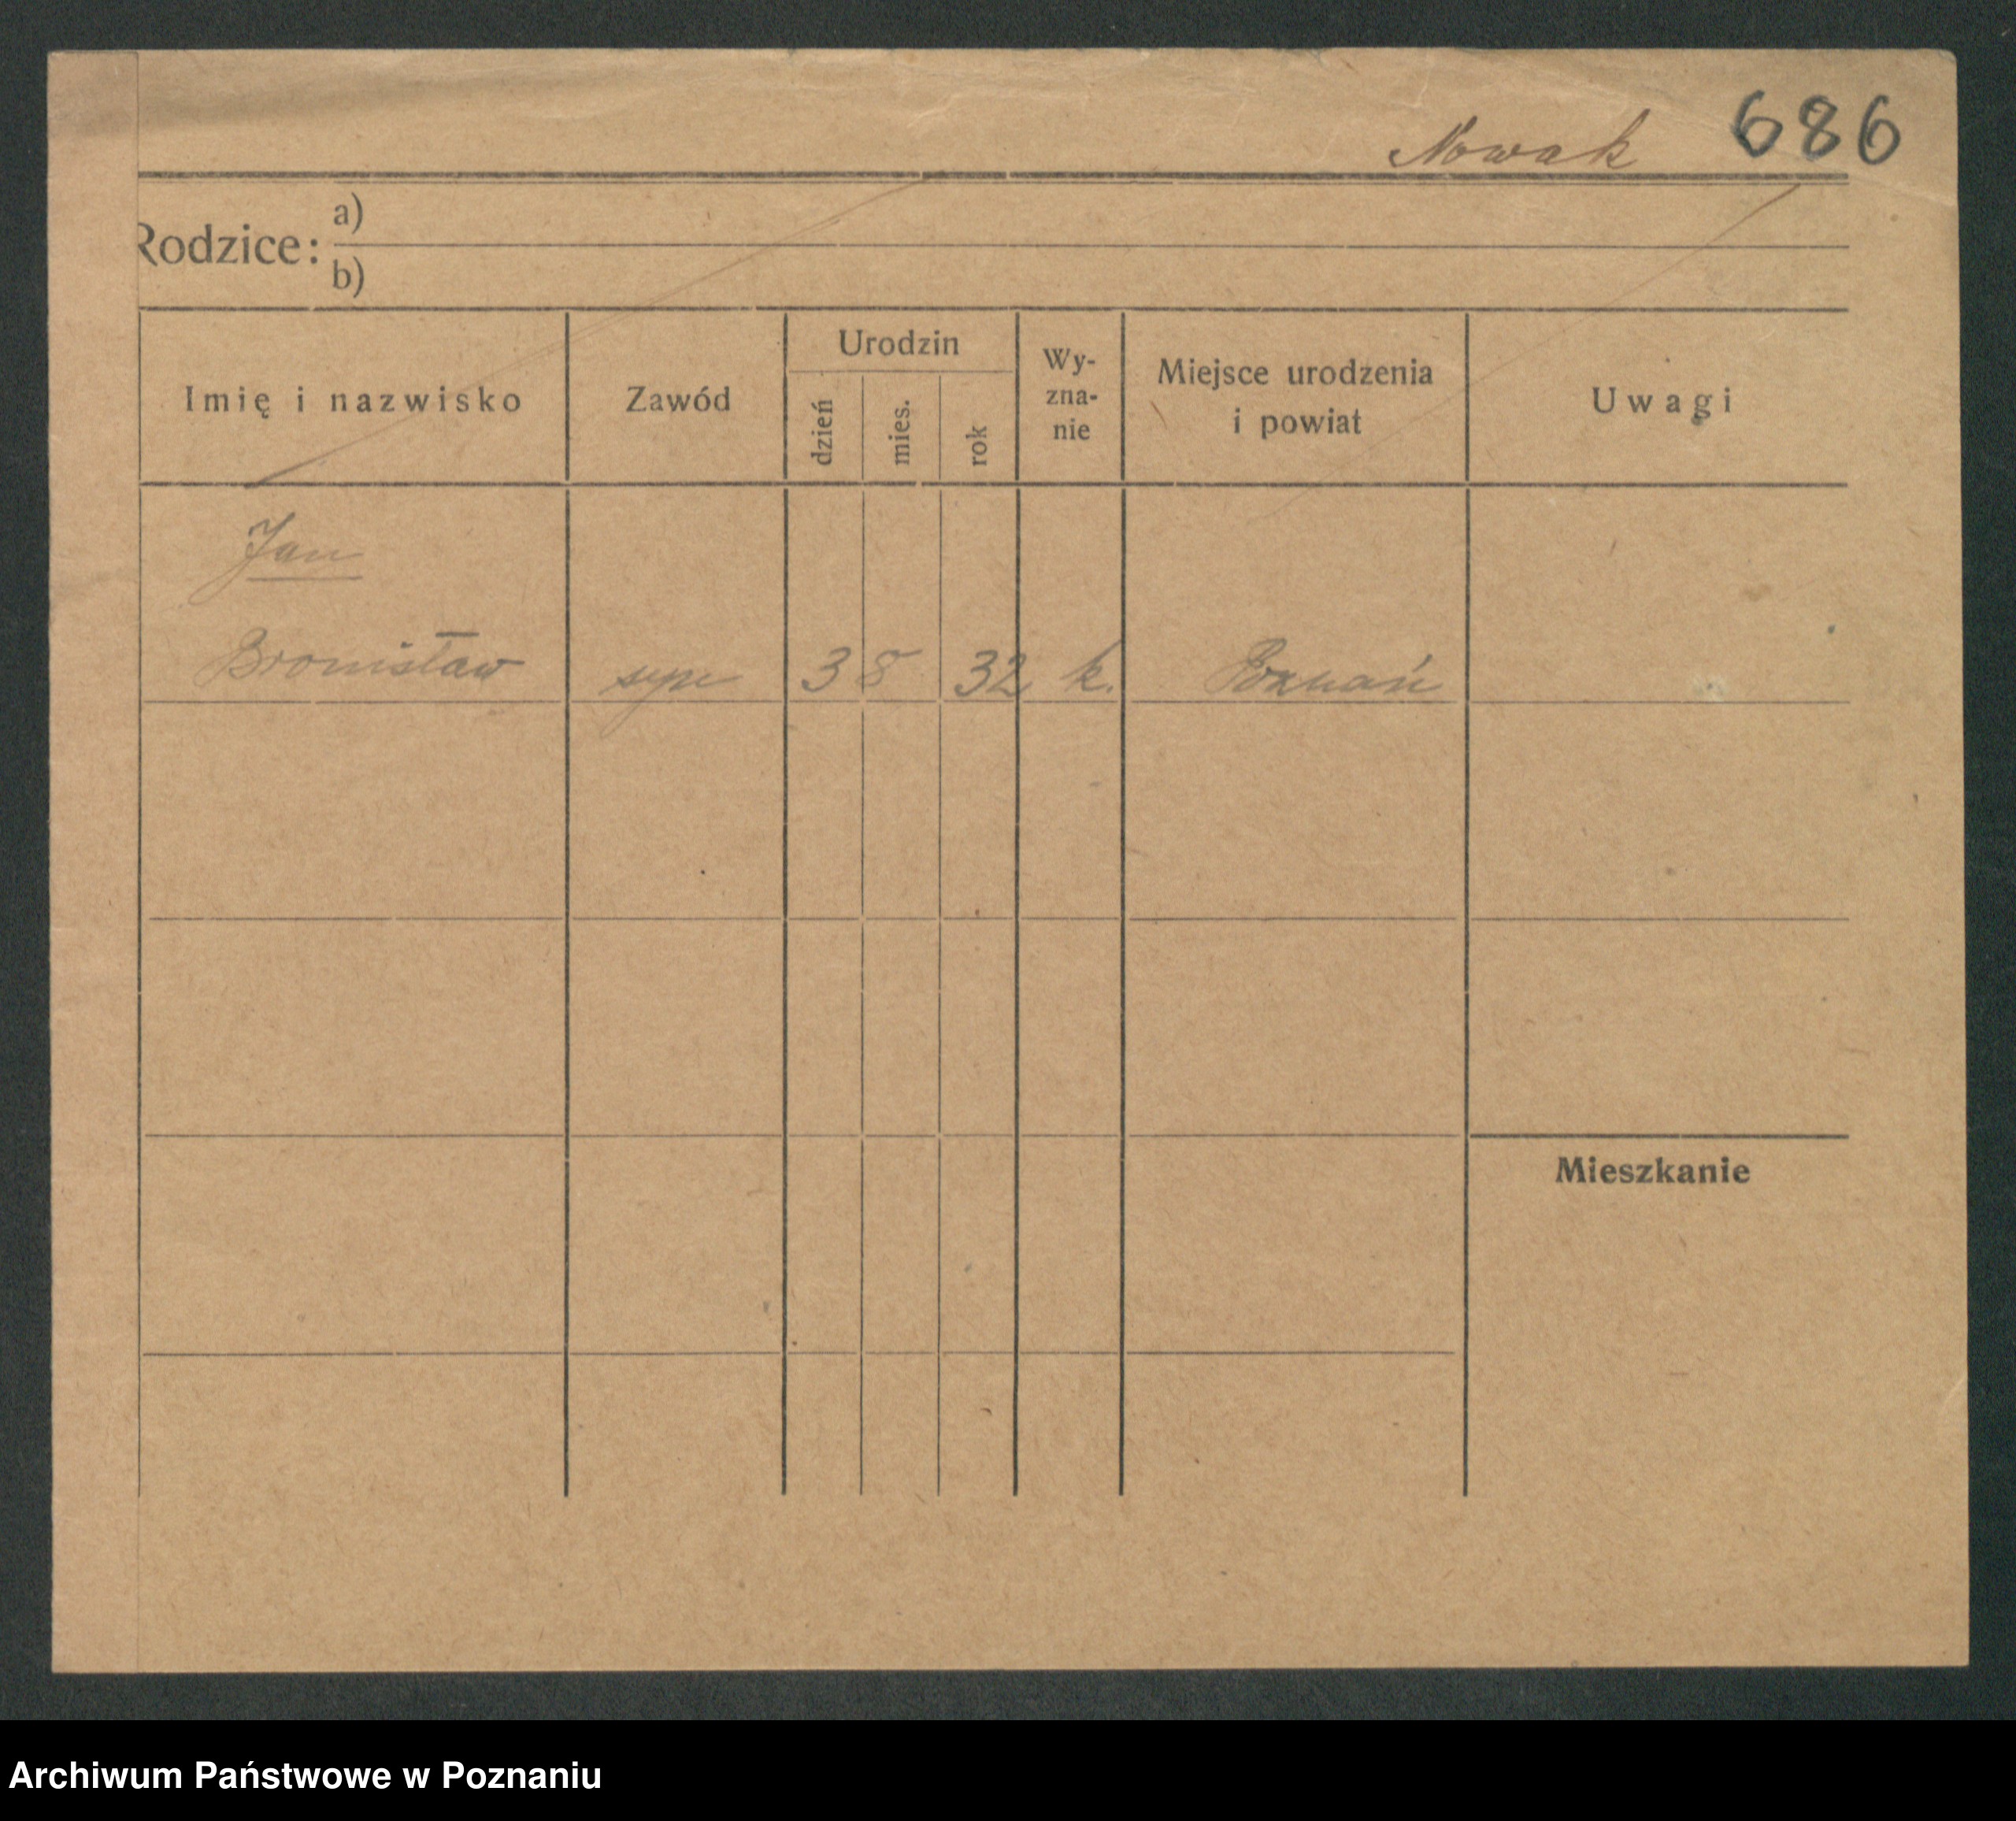 Nowak 686
Rodzice:
a)
b)
Imię i nazwisko
Zawód
Urodzin
dzień
mies.
rok
Wy-
zna-
nie
Miejsce urodzenia
i powiat
Uwagi
Jan
Bronisław syn 3 8 32 k. Poznań
Mieszkanie
Archiwum Państwowe w Poznaniu